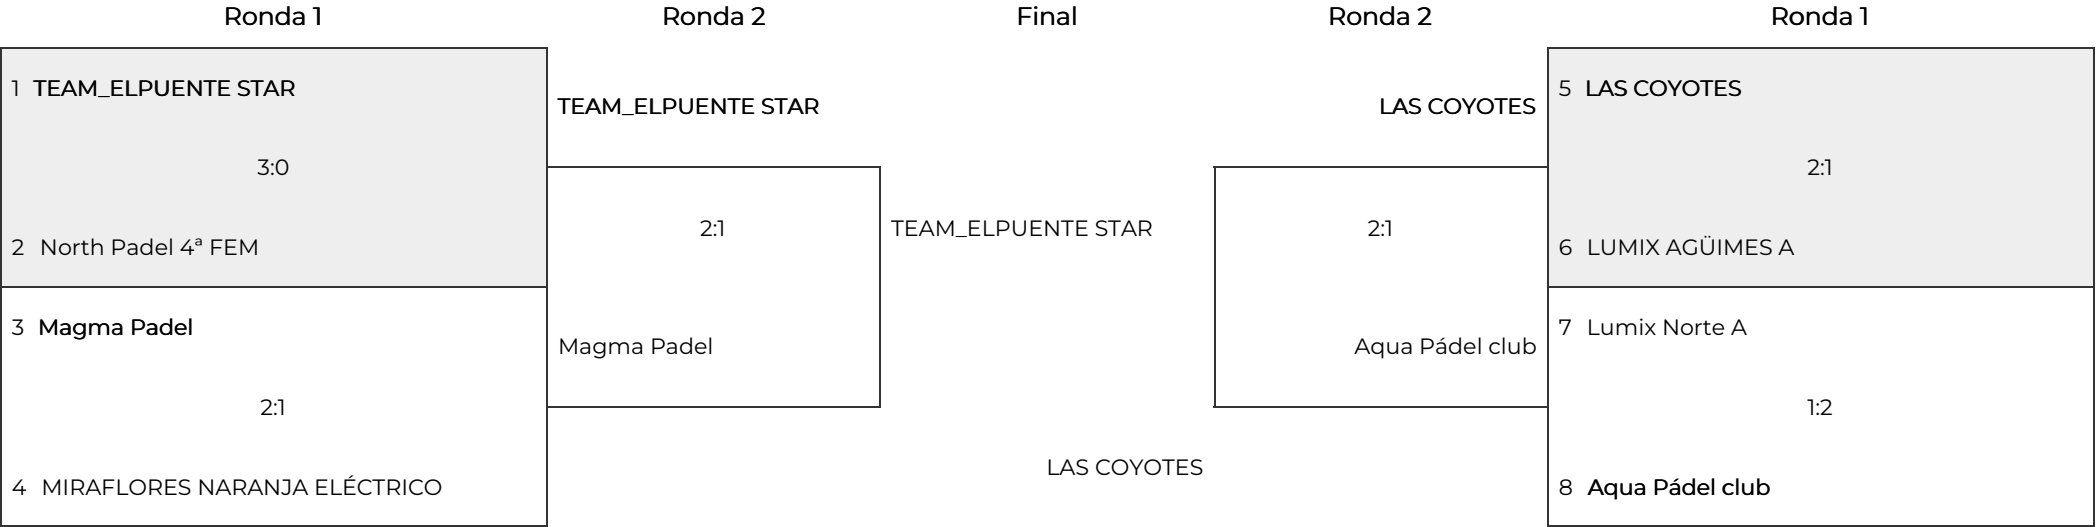 Ronda 1
Ronda 2
Final
Ronda 2
Ronda 1
1 TEAM_ELPUENTE STAR
3:0
2 North Padel 4ª FEM
3 Magma Padel
2:1
4 MIRAFLORES NARANJA ELÉCTRICO
TEAM_ELPUENTE STAR
2:1
Magma Padel
TEAM_ELPUENTE STAR
LAS COYOTES
LAS COYOTES
2:1
Aqua Pádel club
5 LAS COYOTES
2:1
6 LUMIX AGÜIMES A
7 Lumix Norte A
1:2
8 Aqua Pádel club